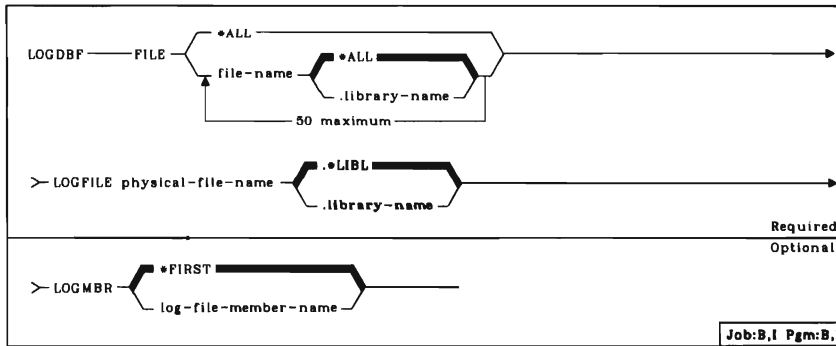 *ALL
LOGDBF FILE
*ALL
file-name
.library-name
50 maximum
.*LIBL
LOGFILE physical-file-name
.library-name
Required
Optional
*FIRST
LOGMBR
log-file-member-name
Job:B,I Pgm:B,